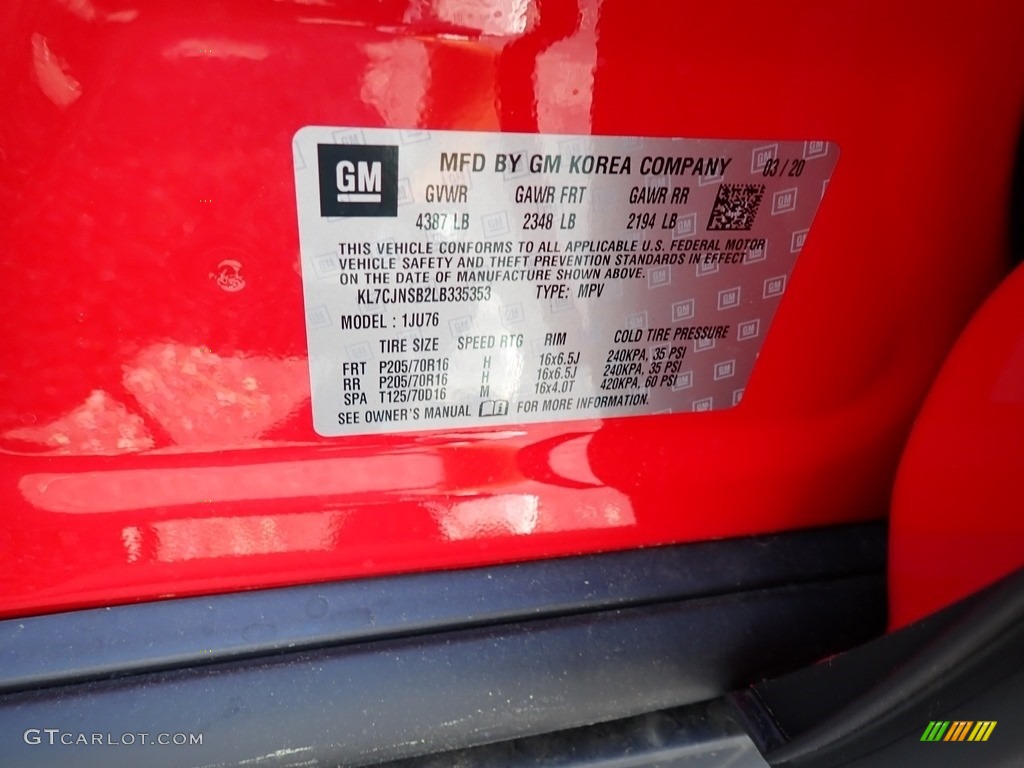 GM MFD BY GM KOREA COMPANY 03/20
GVWR GAWR FRT GAWR RR
4387 LB 2348 LB 2194 LB
THIS VEHICLE CONFORMS TO ALL APPLICABLE U.S. FEDERAL MOTOR
VEHICLE SAFETY AND THEFT PREVENTION STANDARDS IN EFFECT
ON THE DATE OF MANUFACTURE SHOWN ABOVE.
KL7CJNSB2LB335353 TYPE: MPV
MODEL : 1JU76
TIRE SIZE SPEED RTG RIM COLD TIRE PRESSURE
FRT P205/70R16 H 16x6.5J 240KPA, 35 PSI
RR P205/70R16 H 16x6.5J 240KPA, 35 PSI
SPA T125/70D16 M 16x4.0T 420KPA, 60 PSI
SEE OWNER'S MANUAL FOR MORE INFORMATION.
GTCARLOT.COM